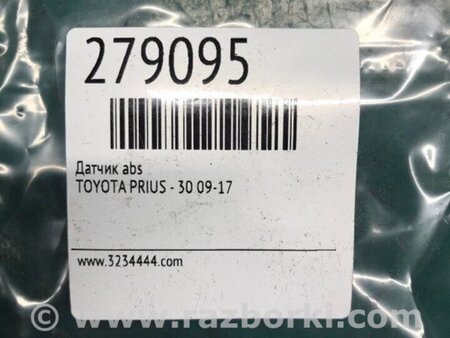 279095
Датчик abs
TOYOTA PRIUS - 30 09-17
www.3234444.com
www.razborki.com